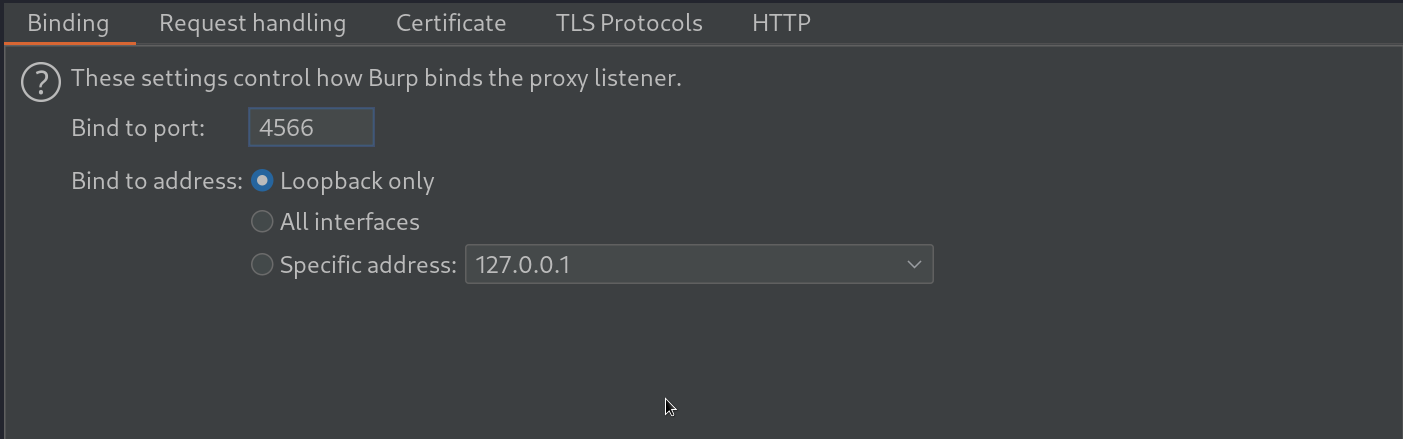 Binding Request handling Certificate TLS Protocols HTTP
? These settings control how Burp binds the proxy listener.
Bind to port: 4566
Bind to address: Loopback only
All interfaces
Specific address: 127.0.0.1